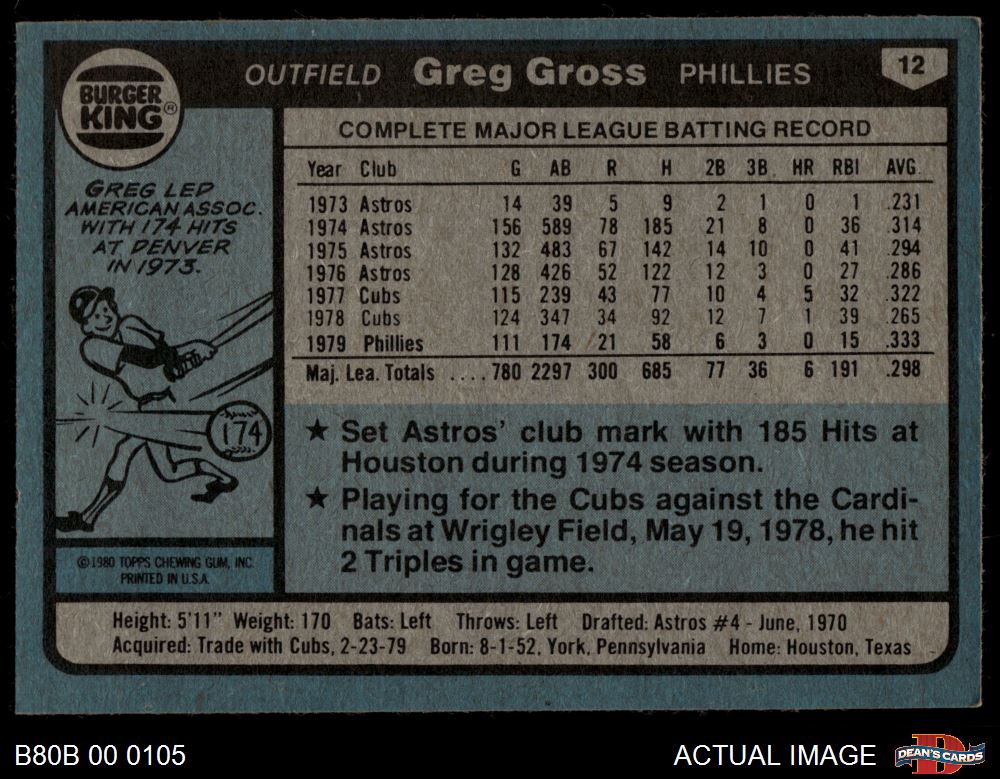 OUTFIELD Greg Gross PHILLIES 12
BURGER KING®
GREG LED
AMERICAN ASSOC.
WITH 174 HITS
AT DENVER
IN 1973.
174
©1980 TOPPS CHEWING GUM, INC.
PRINTED IN U.S.A.
COMPLETE MAJOR LEAGUE BATTING RECORD
Year Club G AB R H 2B 3B HR RBI AVG.
1973 Astros 14 39 5 9 2 1 0 1 .231
1974 Astros 156 589 78 185 21 8 0 36 .314
1975 Astros 132 483 67 142 14 10 0 41 .294
1976 Astros 128 426 52 122 12 3 0 27 .286
1977 Cubs 115 239 43 77 10 4 5 32 .322
1978 Cubs 124 347 34 92 12 7 1 39 .265
1979 Phillies 111 174 21 58 6 3 0 15 .333
Maj. Lea. Totals ....780 2297 300 685 77 36 6 191 .298
★ Set Astros' club mark with 185 Hits at
Houston during 1974 season.
★ Playing for the Cubs against the Cardi-
nals at Wrigley Field, May 19, 1978, he hit
2 Triples in game.
Height: 5'11" Weight: 170 Bats: Left Throws: Left Drafted: Astros #4 - June, 1970
Acquired: Trade with Cubs, 2-23-79 Born: 8-1-52, York, Pennsylvania Home: Houston, Texas
B80B 00 0105
ACTUAL IMAGE
DEAN'S CARDS